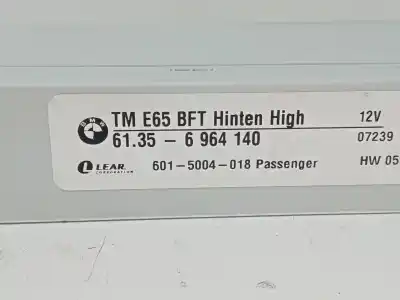 BMW
TM E65 BFT Hinten High 12V
61.35 - 6 964 140 07239
LEAR
CORPORATION
601-5004-018 Passenger HW 05